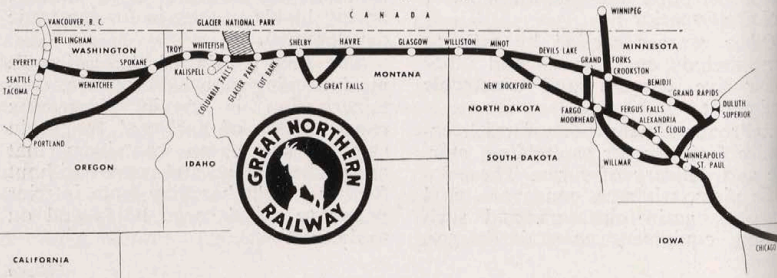 CANADA
VANCOUVER, B. C.
BELLINGHAM
WASHINGTON
EVERETT
SEATTLE
TACOMA
WENATCHEE
SPOKANE
PORTLAND
OREGON
CALIFORNIA
IDAHO
TROY
WHITEFISH
KALISPELL
COLUMBIA FALLS
GLACIER NATIONAL PARK
GLACIER PARK
CUT BANK
SHELBY
HAVRE
GREAT FALLS
GLASGOW
MONTANA
WILLISTON
MINOT
NEW ROCKFORD
DEVILS LAKE
NORTH DAKOTA
SOUTH DAKOTA
WINNIPEG
GRAND FORKS
CROOKSTON
MINNESOTA
BEMIDJI
GRAND RAPIDS
DULUTH
SUPERIOR
FARGO
MOORHEAD
FERGUS FALLS
ALEXANDRIA
ST. CLOUD
WILLMAR
MINNEAPOLIS
ST. PAUL
IOWA
CHICAGO
GREAT NORTHERN
RAILWAY